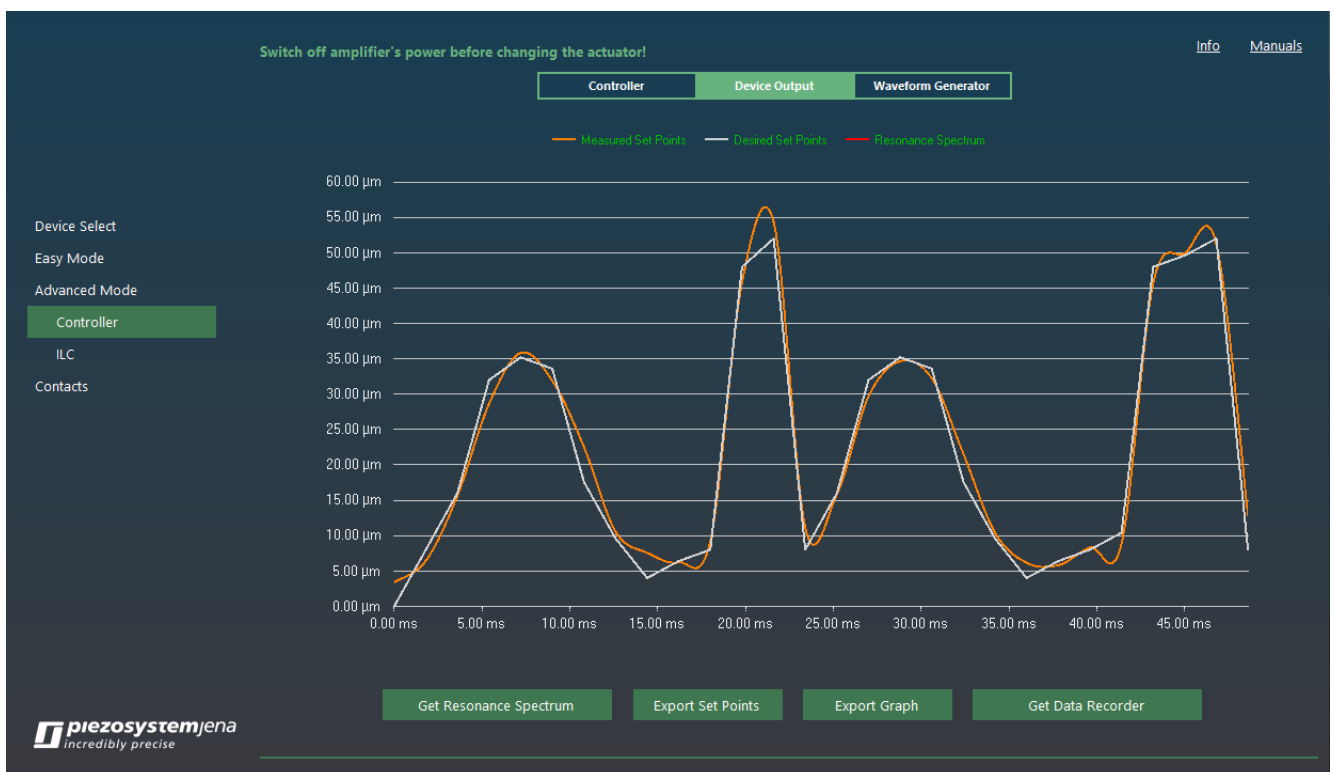 Switch off amplifier's power before changing the actuator!
Info Manuals
Controller Device Output Waveform Generator
Measured Set Points Desired Set Points Resonance Spectrum
Device Select
Easy Mode
Advanced Mode
Controller
ILC
Contacts
60.00 µm
55.00 µm
50.00 µm
45.00 µm
40.00 µm
35.00 µm
30.00 µm
25.00 µm
20.00 µm
15.00 µm
10.00 µm
5.00 µm
0.00 µm
0.00 ms 5.00 ms 10.00 ms 15.00 ms 20.00 ms 25.00 ms 30.00 ms 35.00 ms 40.00 ms 45.00 ms
Get Resonance Spectrum Export Set Points Export Graph Get Data Recorder
piezosystemjena
incredibly precise